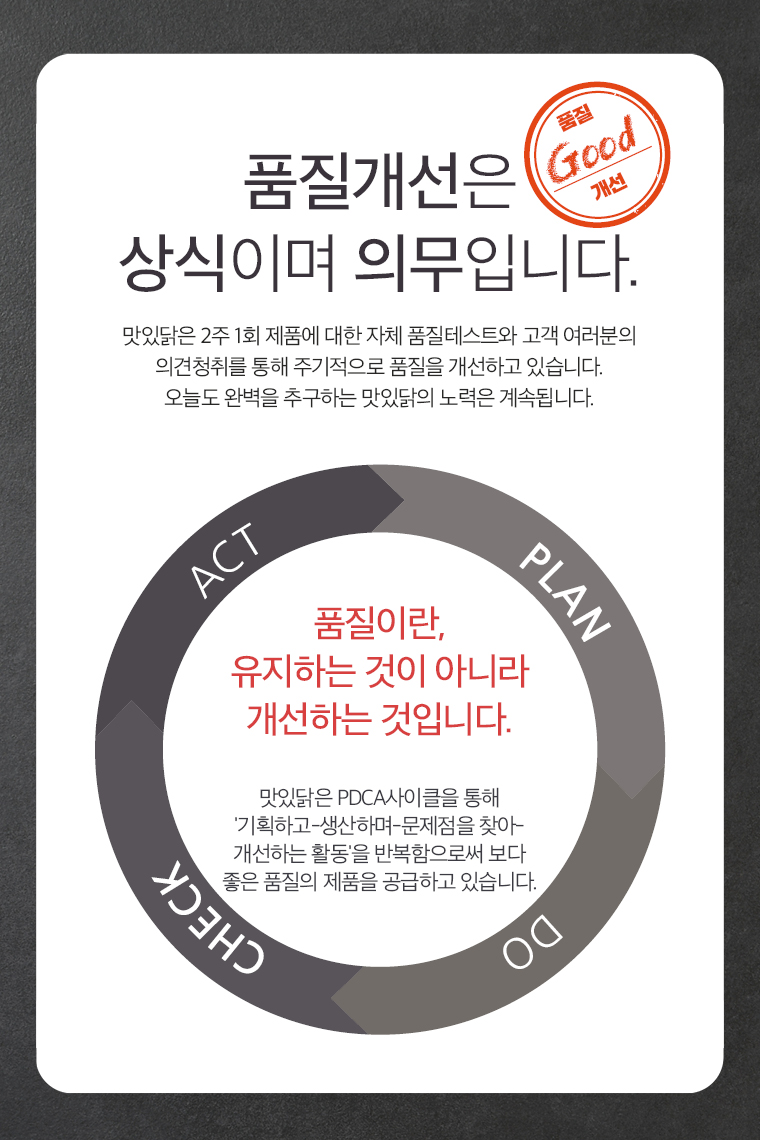 품질
Good
개선
품질개선은
상식이며 의무입니다.
맛있닭은 2주 1회 제품에 대한 자체 품질테스트와 고객 여러분의
의견청취를 통해 주기적으로 품질을 개선하고 있습니다.
오늘도 완벽을 추구하는 맛있닭의 노력은 계속됩니다.
ACT
PLAN
품질이란,
유지하는 것이 아니라
개선하는 것입니다.
맛있닭은 PDCA사이클을 통해
'기획하고-생산하며-문제점을 찾아-
개선하는 활동'을 반복함으로써 보다
좋은 품질의 제품을 공급하고 있습니다.
CHECK
DO